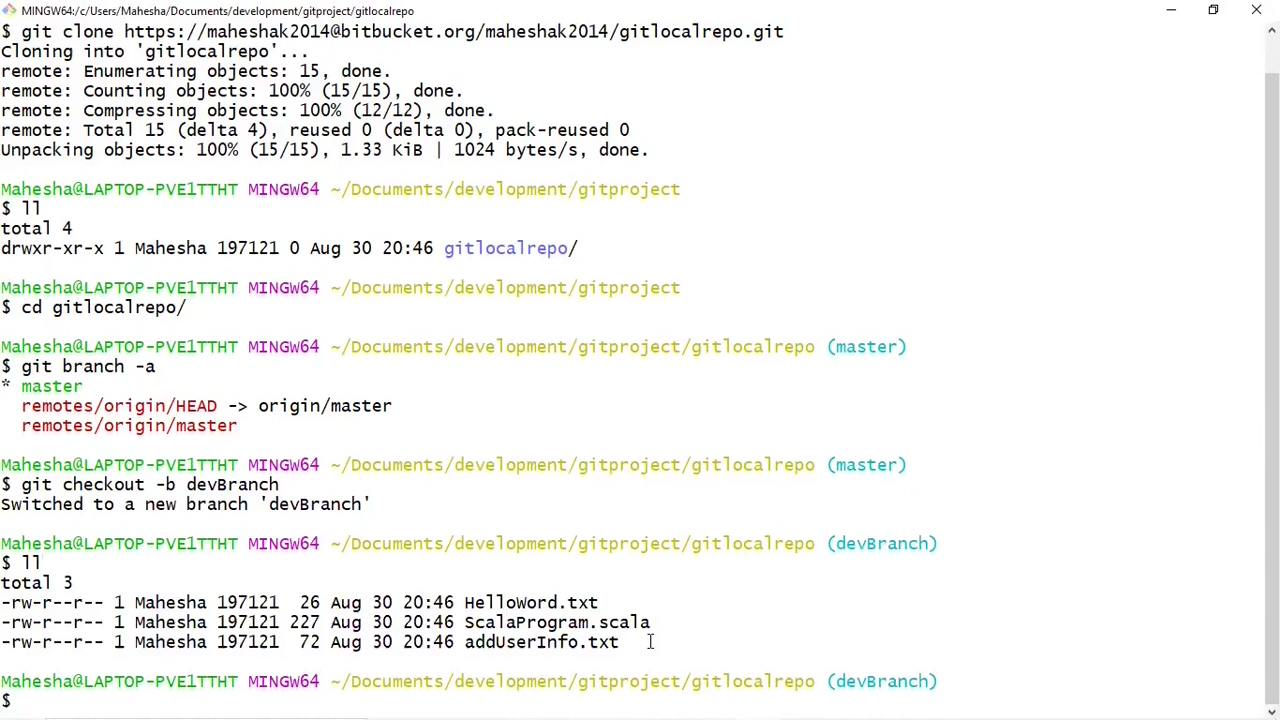 MINGW64:/c/Users/Mahesha/Documents/development/gitproject/gitlocalrepo
$ git clone https://maheshak2014@bitbucket.org/maheshak2014/gitlocalrepo.git
Cloning into 'gitlocalrepo'...
remote: Enumerating objects: 15, done.
remote: Counting objects: 100% (15/15), done.
remote: Compressing objects: 100% (12/12), done.
remote: Total 15 (delta 4), reused 0 (delta 0), pack-reused 0
Unpacking objects: 100% (15/15), 1.33 KiB | 1024 bytes/s, done.
Mahesha@LAPTOP-PVE1TTHT MINGW64 ~/Documents/development/gitproject
$ ll
total 4
drwxr-xr-x 1 Mahesha 197121 0 Aug 30 20:46 gitlocalrepo/
Mahesha@LAPTOP-PVE1TTHT MINGW64 ~/Documents/development/gitproject
$ cd gitlocalrepo/
Mahesha@LAPTOP-PVE1TTHT MINGW64 ~/Documents/development/gitproject/gitlocalrepo (master)
$ git branch -a
* master
remotes/origin/HEAD -> origin/master
remotes/origin/master
Mahesha@LAPTOP-PVE1TTHT MINGW64 ~/Documents/development/gitproject/gitlocalrepo (master)
$ git checkout -b devBranch
Switched to a new branch 'devBranch'
Mahesha@LAPTOP-PVE1TTHT MINGW64 ~/Documents/development/gitproject/gitlocalrepo (devBranch)
$ ll
total 3
-rw-r--r-- 1 Mahesha 197121  26 Aug 30 20:46 HelloWord.txt
-rw-r--r-- 1 Mahesha 197121 227 Aug 30 20:46 ScalaProgram.scala
-rw-r--r-- 1 Mahesha 197121  72 Aug 30 20:46 addUserInfo.txt
Mahesha@LAPTOP-PVE1TTHT MINGW64 ~/Documents/development/gitproject/gitlocalrepo (devBranch)
$